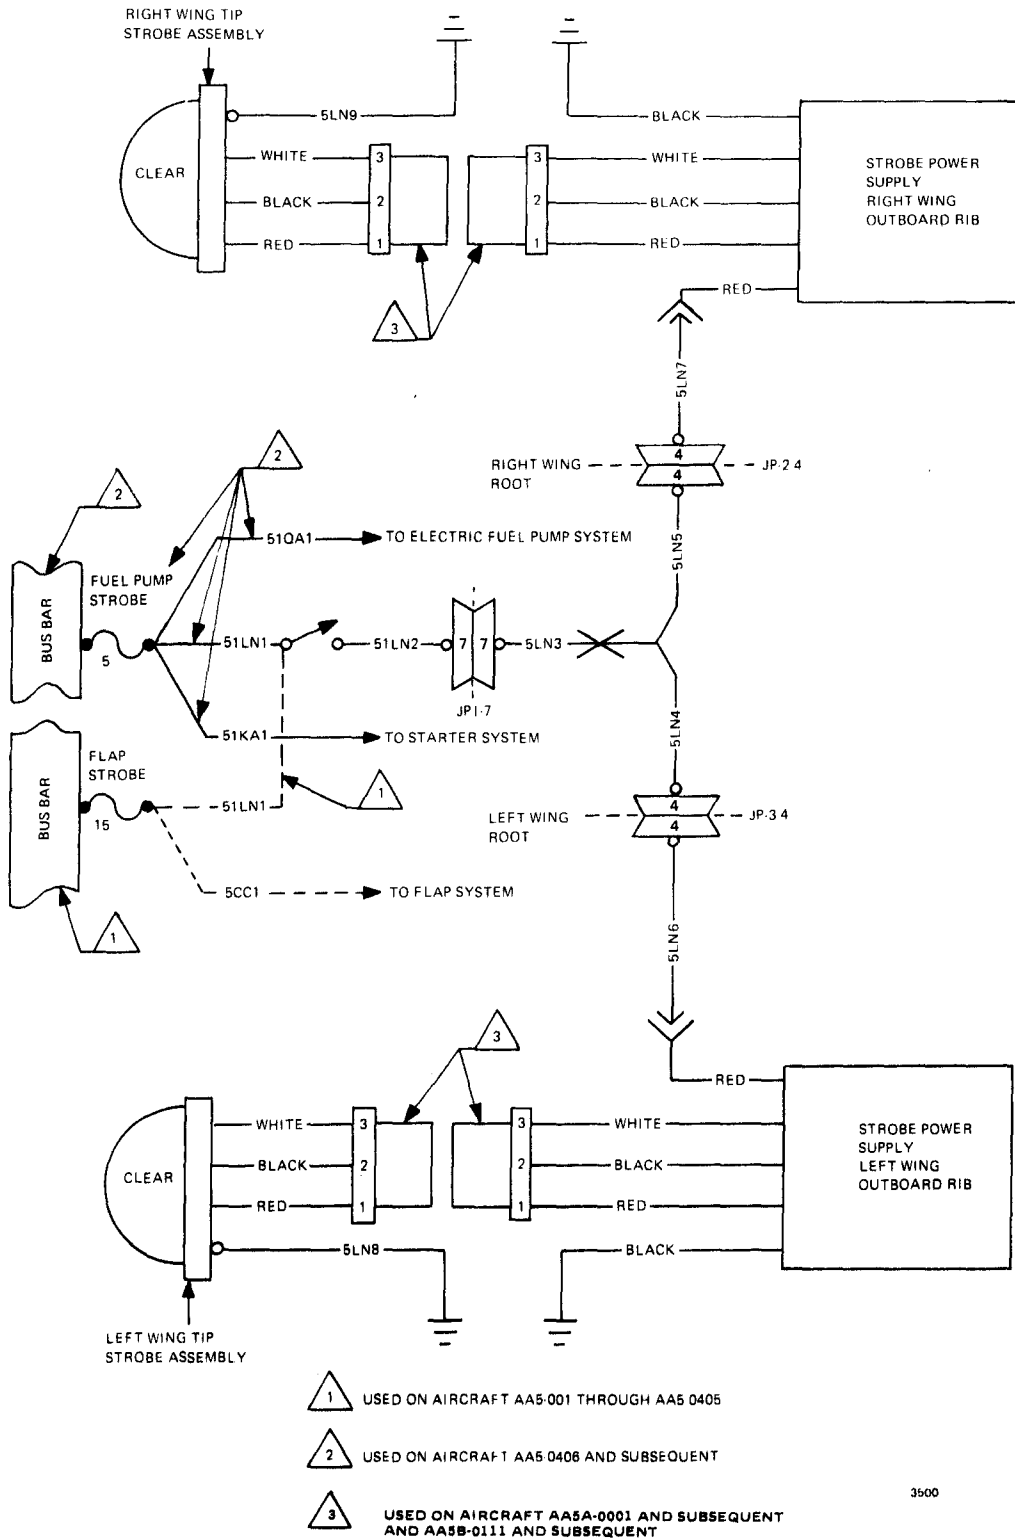 RIGHT WING TIP
STROBE ASSEMBLY
CLEAR
5LN9
WHITE
BLACK
RED
3
2
1
3
2
1
BLACK
WHITE
BLACK
RED
RED
STROBE POWER
SUPPLY
RIGHT WING
OUTBOARD RIB
3
5LN7
RIGHT WING
ROOT
4
4
JP-2 4
5LN5
2
2
51QA1
TO ELECTRIC FUEL PUMP SYSTEM
BUS BAR
FUEL PUMP
STROBE
5
51LN1
51LN2
7
7
JP1-7
5LN3
51KA1
TO STARTER SYSTEM
5LN4
BUS BAR
FLAP
STROBE
15
51LN1
1
LEFT WING
ROOT
4
4
JP-3 4
5CC1
TO FLAP SYSTEM
1
5LN6
3
RED
CLEAR
WHITE
BLACK
RED
5LN8
3
2
1
3
2
1
WHITE
BLACK
RED
BLACK
STROBE POWER
SUPPLY
LEFT WING
OUTBOARD RIB
LEFT WING TIP
STROBE ASSEMBLY
1 USED ON AIRCRAFT AA5-001 THROUGH AA5 0405
2 USED ON AIRCRAFT AA5-0406 AND SUBSEQUENT
3 USED ON AIRCRAFT AA5A-0001 AND SUBSEQUENT
AND AA5B-0111 AND SUBSEQUENT
3500